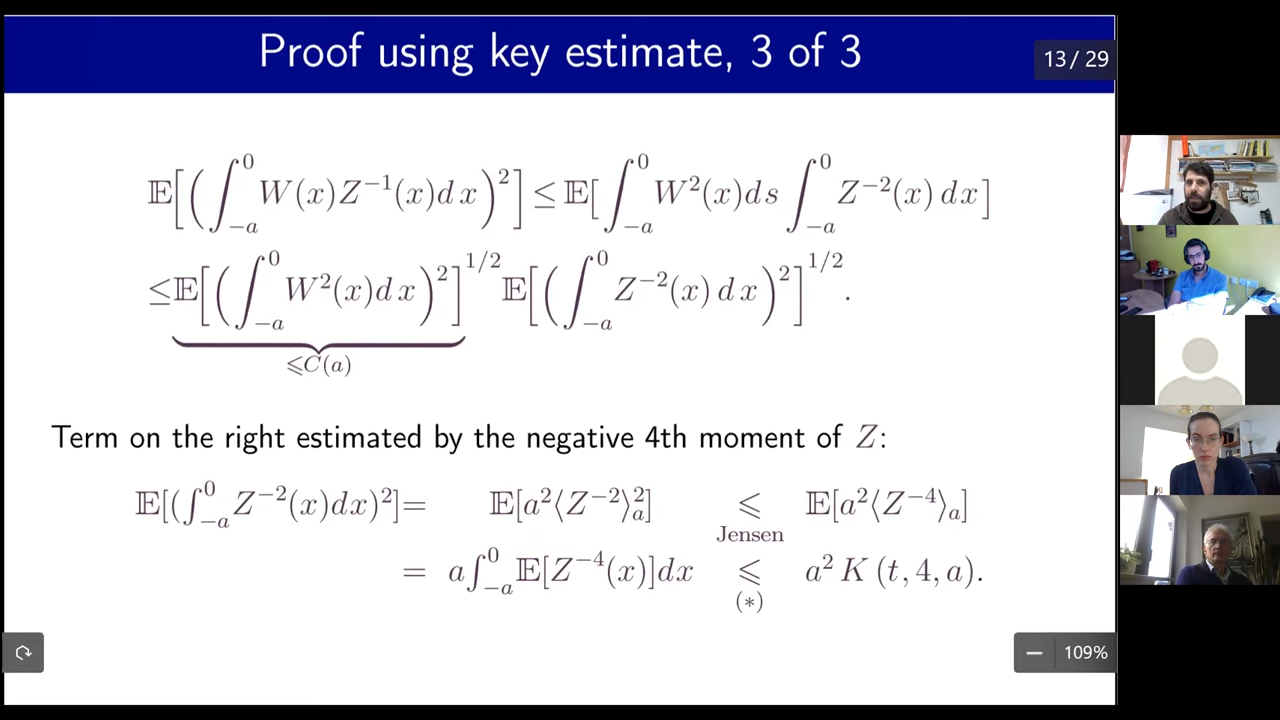 Proof using key estimate, 3 of 3
13 / 29
𝔼[(∫_{-a}^0 W(x)Z^{-1}(x)dx)^2] ≤ 𝔼[∫_{-a}^0 W^2(x)ds ∫_{-a}^0 Z^{-2}(x) dx]
≤𝔼[(∫_{-a}^0 W^2(x)dx)^2]^{1/2} 𝔼[(∫_{-a}^0 Z^{-2}(x) dx)^2]^{1/2}.
⩽C(a)
Term on the right estimated by the negative 4th moment of Z:
𝔼[(∫_{-a}^0 Z^{-2}(x)dx)^2]= 𝔼[a^2⟨Z^{-2}⟩_a^2] ⩽ 𝔼[a^2⟨Z^{-4}⟩_a]
Jensen
= a∫_{-a}^0 𝔼[Z^{-4}(x)]dx ⩽ a^2 K (t, 4, a).
(∗)
109%